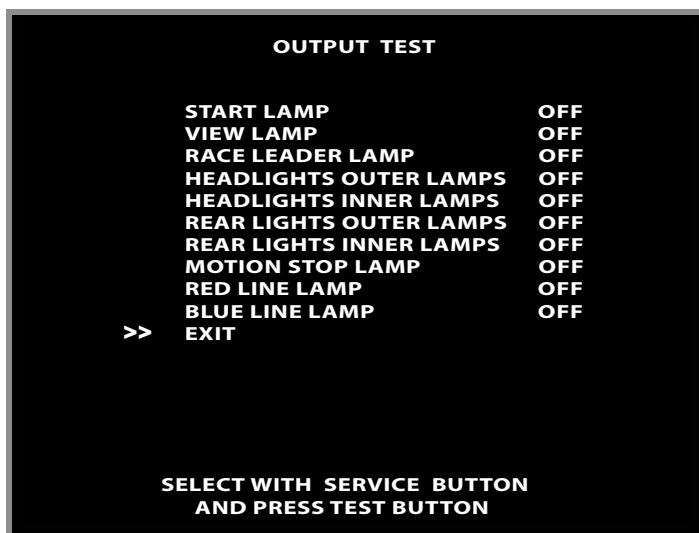 OUTPUT TEST
START LAMP OFF
VIEW LAMP OFF
RACE LEADER LAMP OFF
HEADLIGHTS OUTER LAMPS OFF
HEADLIGHTS INNER LAMPS OFF
REAR LIGHTS OUTER LAMPS OFF
REAR LIGHTS INNER LAMPS OFF
MOTION STOP LAMP OFF
RED LINE LAMP OFF
BLUE LINE LAMP OFF
>> EXIT
SELECT WITH SERVICE BUTTON
AND PRESS TEST BUTTON